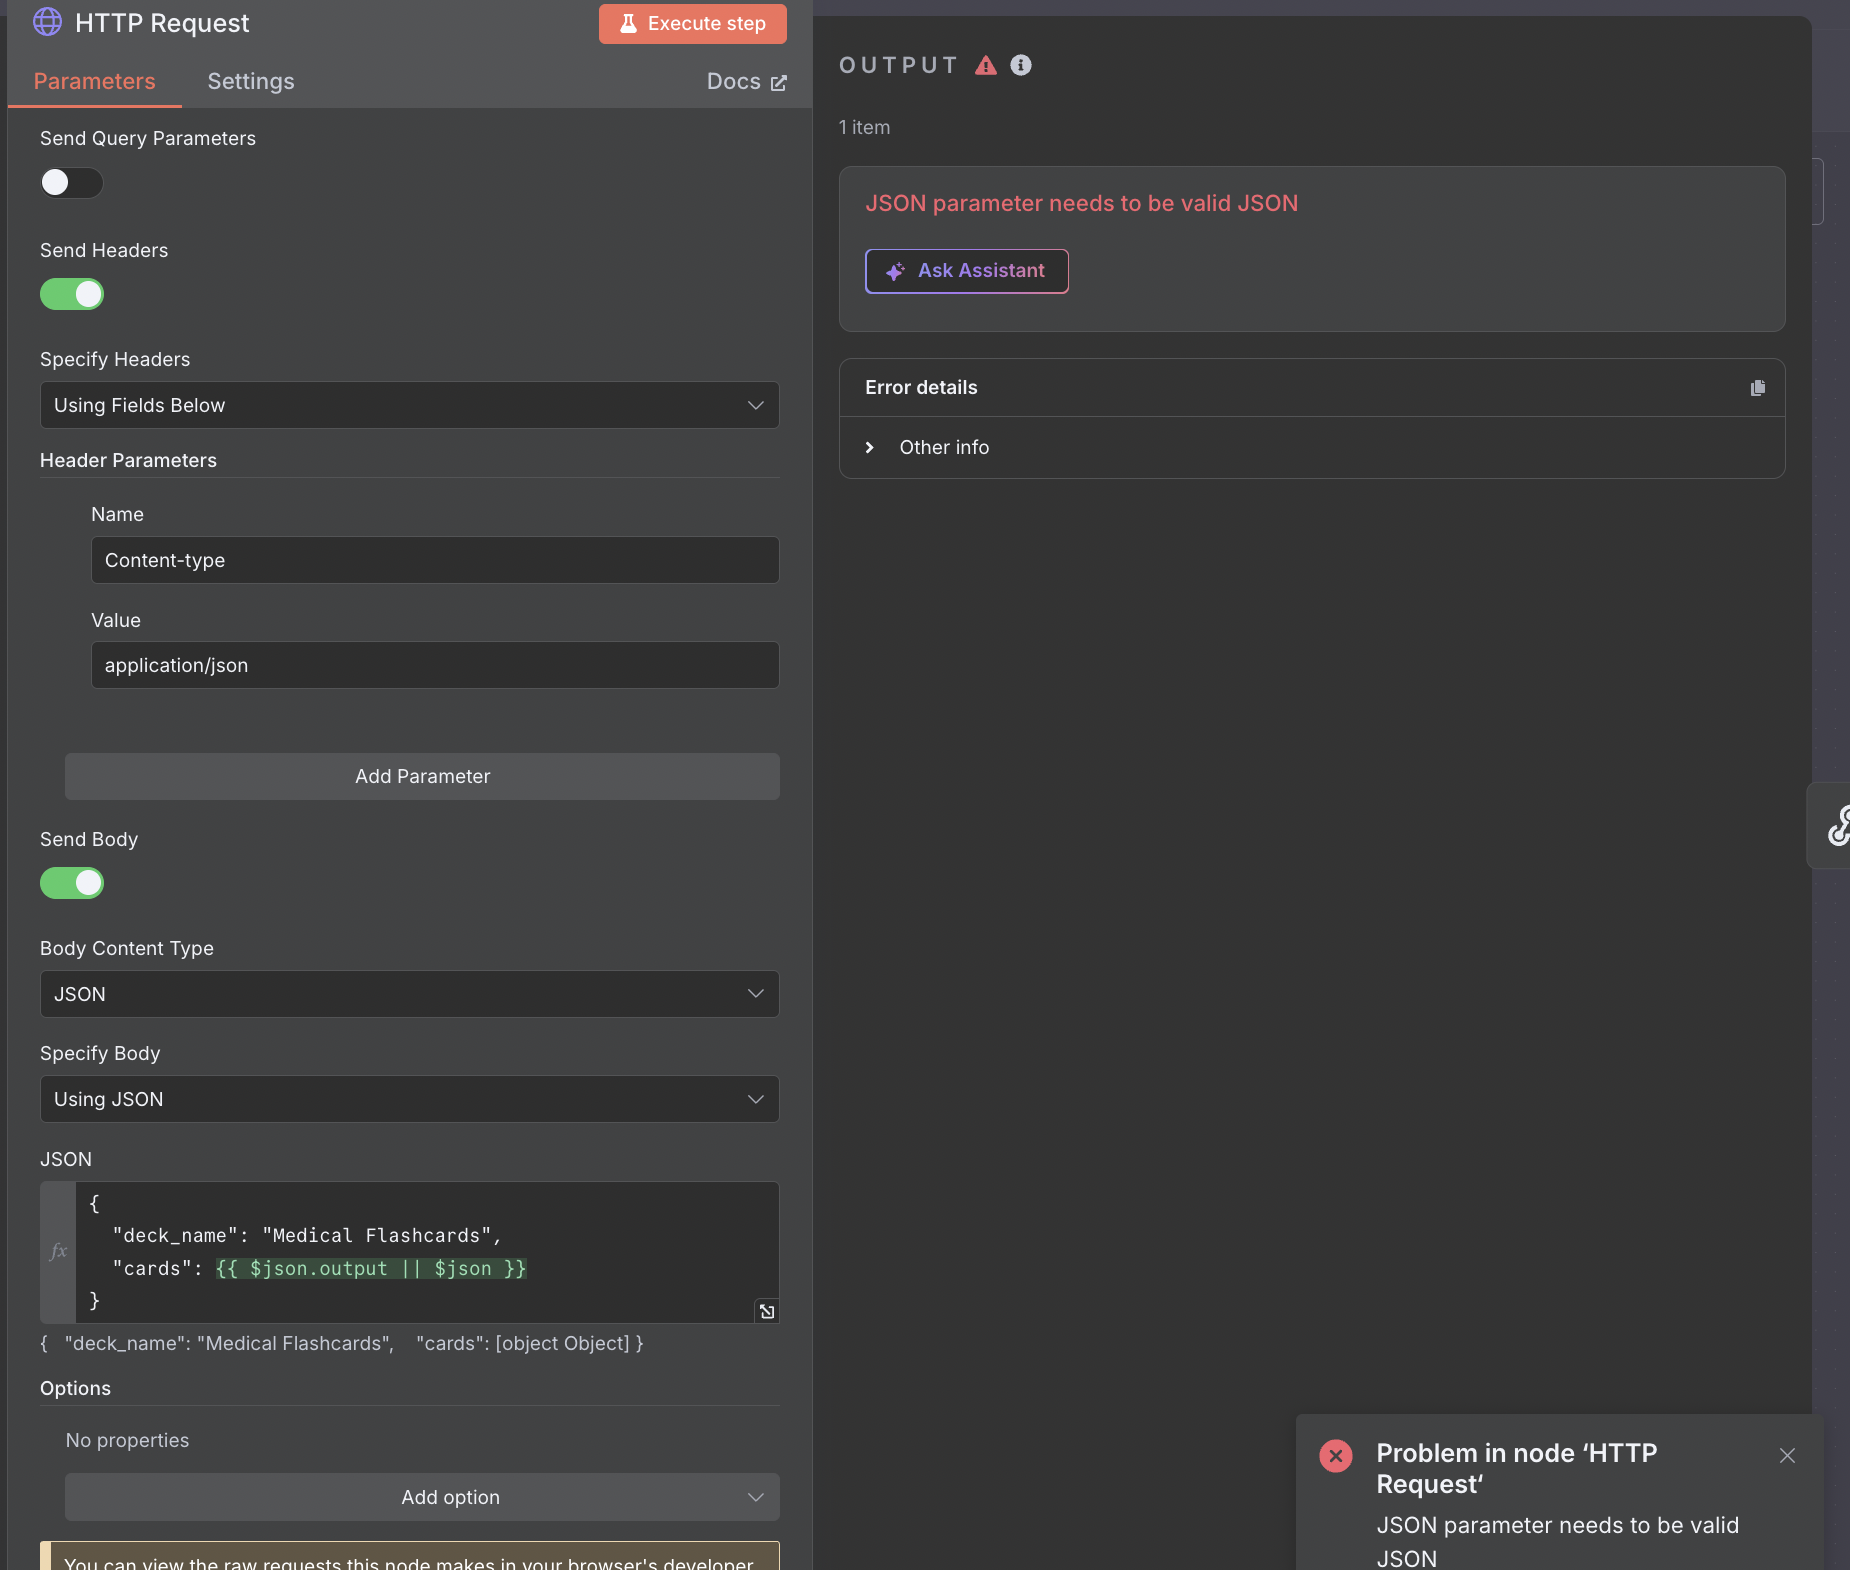 HTTP Request
Execute step
Parameters
Settings
Docs
Send Query Parameters
Send Headers
Specify Headers
Using Fields Below
Header Parameters
Name
Content-type
Value
application/json
Add Parameter
Send Body
Body Content Type
JSON
Specify Body
Using JSON
JSON
fx
{
"deck_name": "Medical Flashcards",
"cards": {{ $json.output || $json }}
}
{ "deck_name": "Medical Flashcards", "cards": [object Object] }
Options
No properties
Add option
You can view the raw requests this node makes in your browser's developer
OUTPUT
1 item
JSON parameter needs to be valid JSON
Ask Assistant
Error details
Other info
Problem in node ‘HTTP
Request‘
JSON parameter needs to be valid
JSON